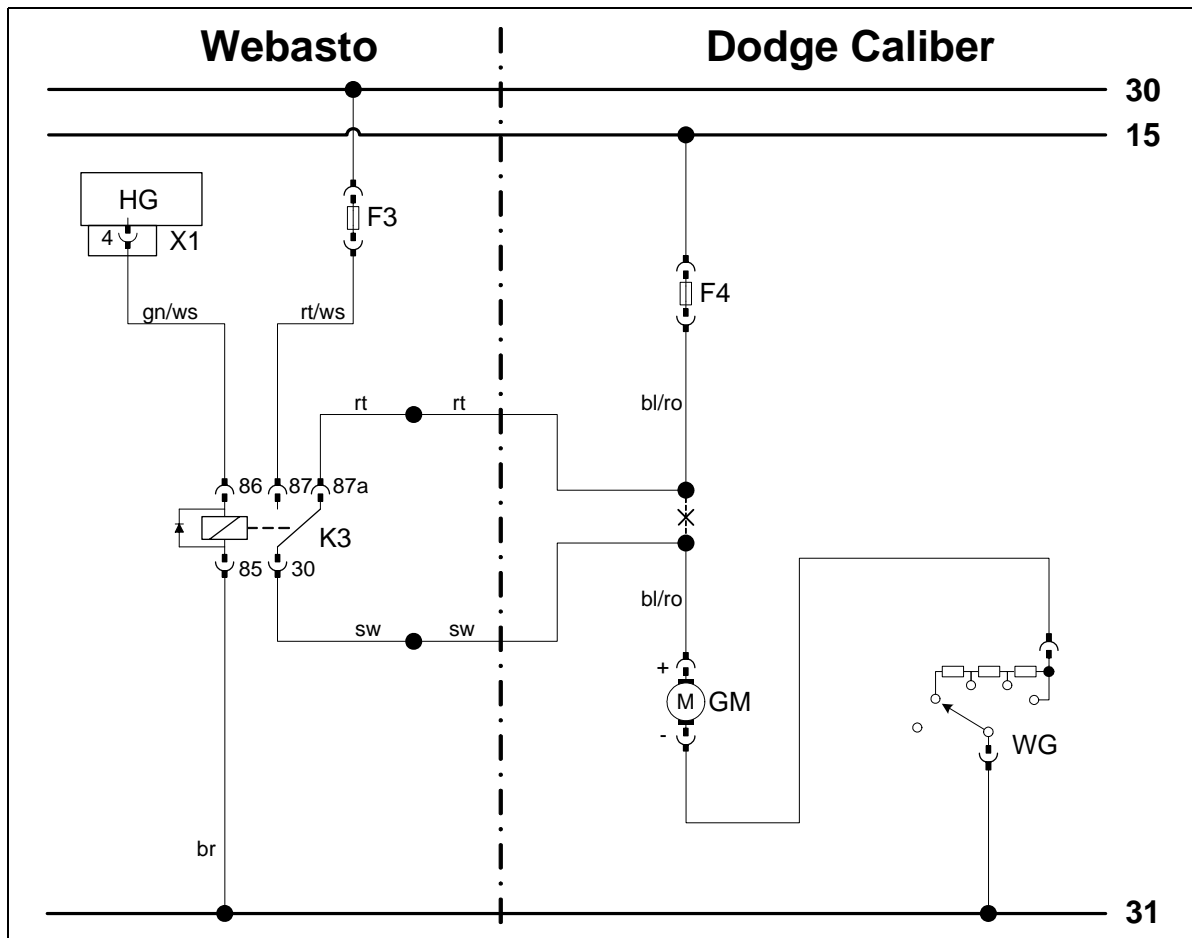 Webasto
Dodge Caliber
30
15
HG
F3
4
X1
F4
gn/ws
rt/ws
rt
rt
bl/ro
86
87
87a
K3
85
30
bl/ro
sw
sw
+
M
GM
-
WG
br
31